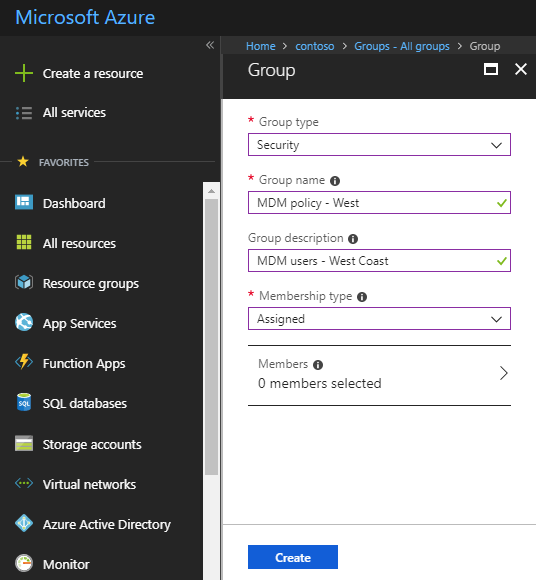 Microsoft Azure
Home > contoso > Groups - All groups > Group
Create a resource
All services
FAVORITES
Dashboard
All resources
Resource groups
App Services
Function Apps
SQL databases
Storage accounts
Virtual networks
Azure Active Directory
Monitor
Group
* Group type
Security
* Group name
MDM policy - West
Group description
MDM users - West Coast
* Membership type
Assigned
Members
0 members selected
Create